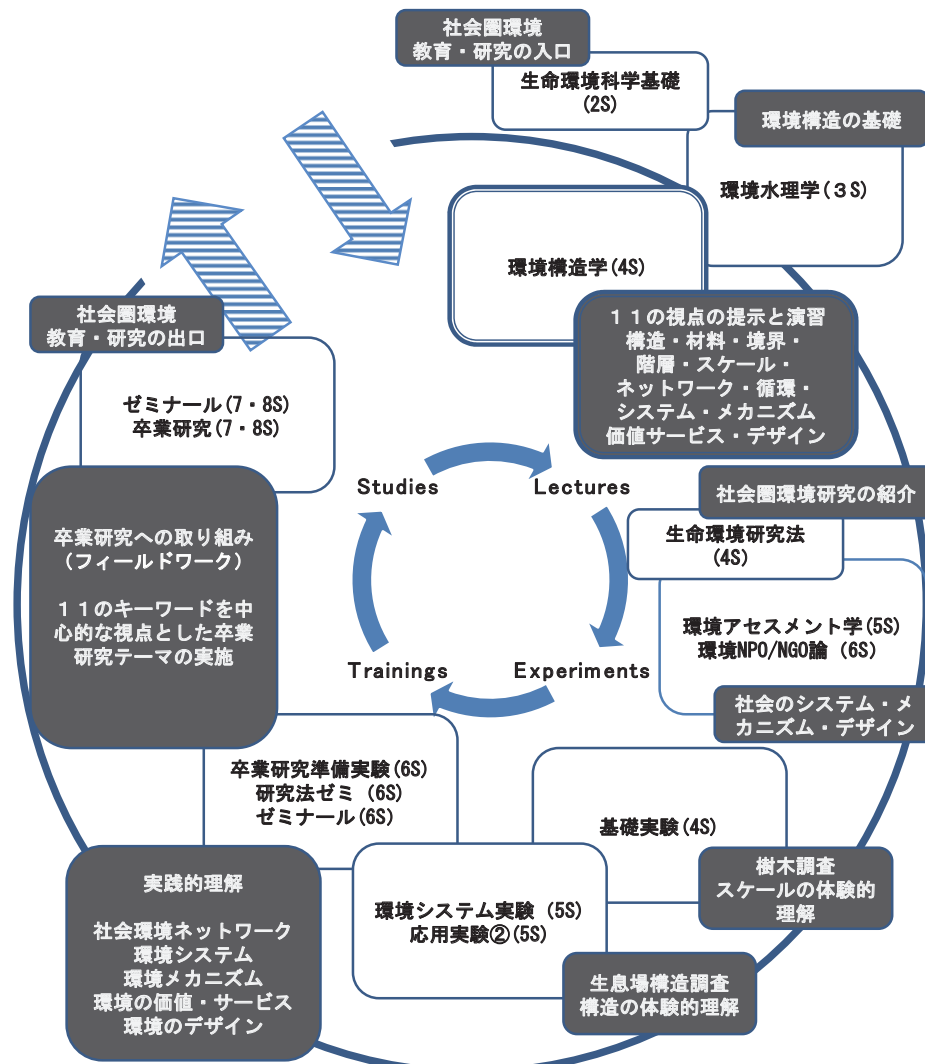 社会圏環境
教育・研究の入口
生命環境科学基礎
(2S)
環境構造の基礎
環境水理学(３S)
環境構造学(4S)
１１の視点の提示と演習
構造・材料・境界・
階層・スケール・
ネットワーク・循環・
システム・メカニズム
価値サービス・デザイン
社会圏環境
教育・研究の出口
ゼミナール(7・8S)
卒業研究(7・8S)
Studies
Lectures
社会圏環境研究の紹介
生命環境研究法
(4S)
卒業研究への取り組み
(フィールドワーク)
１１のキーワードを中
心的な視点とした卒業
研究テーマの実施
環境アセスメント学(5S)
環境NPO/NGO論 (6S)
Trainings
Experiments
社会のシステム・メ
カニズム・デザイン
卒業研究準備実験(6S)
研究法ゼミ (6S)
ゼミナール(6S)
基礎実験(4S)
樹木調査
スケールの体験的
理解
実践的理解
社会環境ネットワーク
環境システム
環境メカニズム
環境の価値・サービス
環境のデザイン
環境システム実験 (5S)
応用実験②(5S)
生息場構造調査
構造の体験的理解